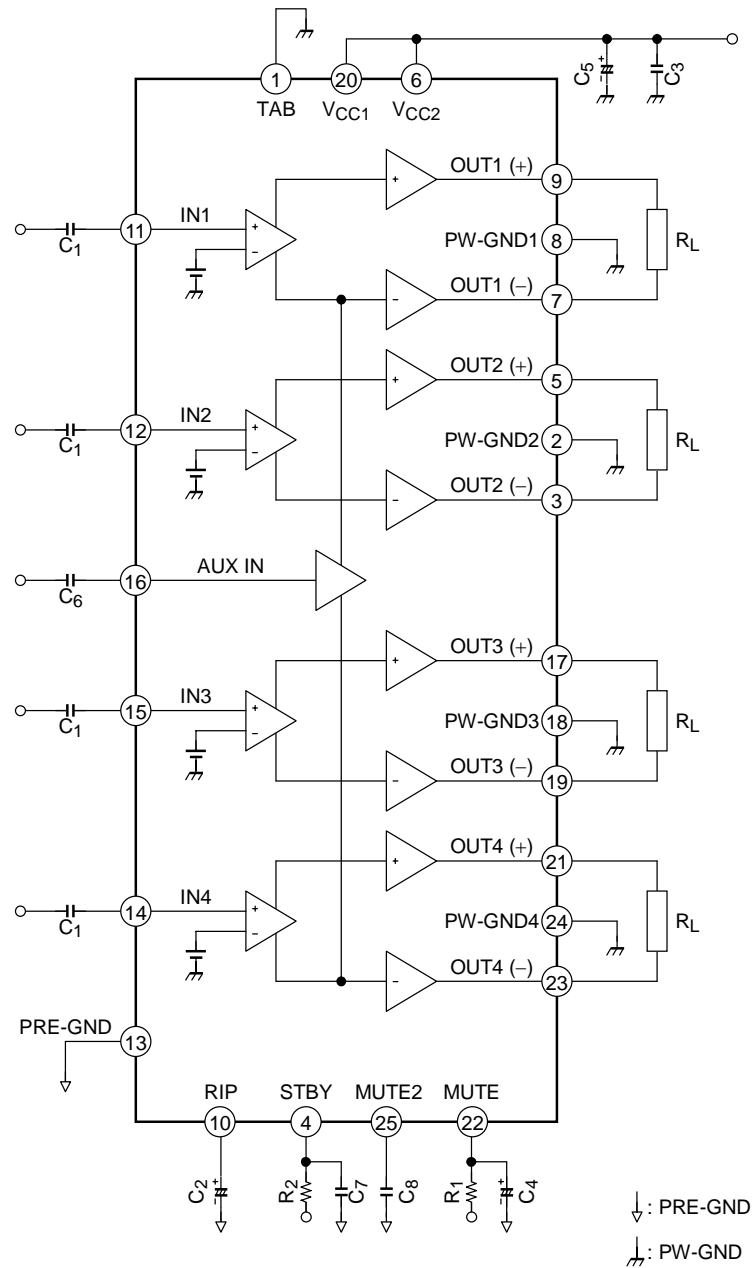 1
TAB
20
VCC1
6
VCC2
C5
+
−
C3
C1
11
IN1
+
−
+
OUT1 (+)
9
PW-GND1
8
RL
−
OUT1 (−)
7
C1
12
IN2
+
−
+
OUT2 (+)
5
PW-GND2
2
RL
−
OUT2 (−)
3
C6
16
AUX IN
C1
15
IN3
+
−
+
OUT3 (+)
17
PW-GND3
18
RL
−
OUT3 (−)
19
C1
14
IN4
+
−
+
OUT4 (+)
21
PW-GND4
24
RL
−
OUT4 (−)
23
PRE-GND
13
RIP
10
STBY
4
MUTE2
25
MUTE
22
C2
+
−
R2
C7
C8
R1
+
−
C4
: PRE-GND
: PW-GND